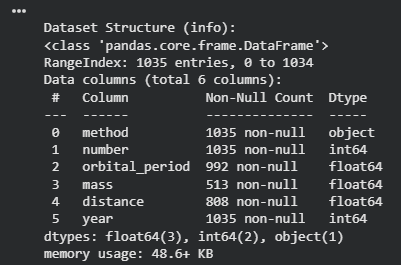 ...
Dataset Structure (info):
<class 'pandas.core.frame.DataFrame'>
RangeIndex: 1035 entries, 0 to 1034
Data columns (total 6 columns):
 #   Column          Non-Null Count  Dtype
---  ------          --------------  -----
 0   method          1035 non-null   object
 1   number          1035 non-null   int64
 2   orbital_period  992 non-null    float64
 3   mass            513 non-null    float64
 4   distance        808 non-null    float64
 5   year            1035 non-null   int64
dtypes: float64(3), int64(2), object(1)
memory usage: 48.6+ KB